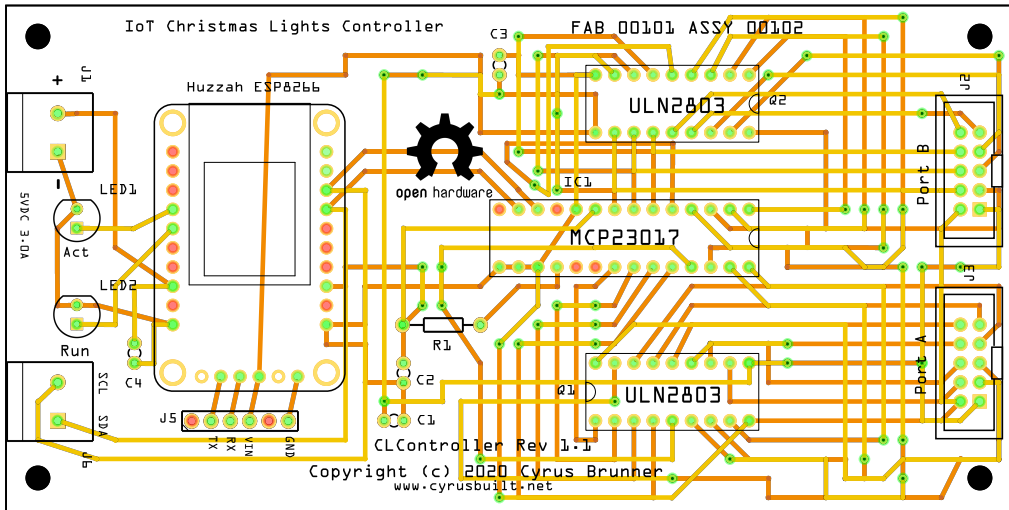 IoT Christmas Lights Controller
FAB 00101 ASSY 00102
C3
J1
+
-
5VDC 3.0A
Huzzah ESP8266
open hardware
ULN2803
Q2
J2
Port B
LED1
Act
IC1
MCP23017
LED2
Run
C4
R1
C2
C1
J3
Port A
Q1
ULN2803
SCL
SDA
J6
J5
TX
RX
VIN
GND
CLController Rev 1.1
Copyright (c) 2020 Cyrus Brunner
www.cyrusbuilt.net